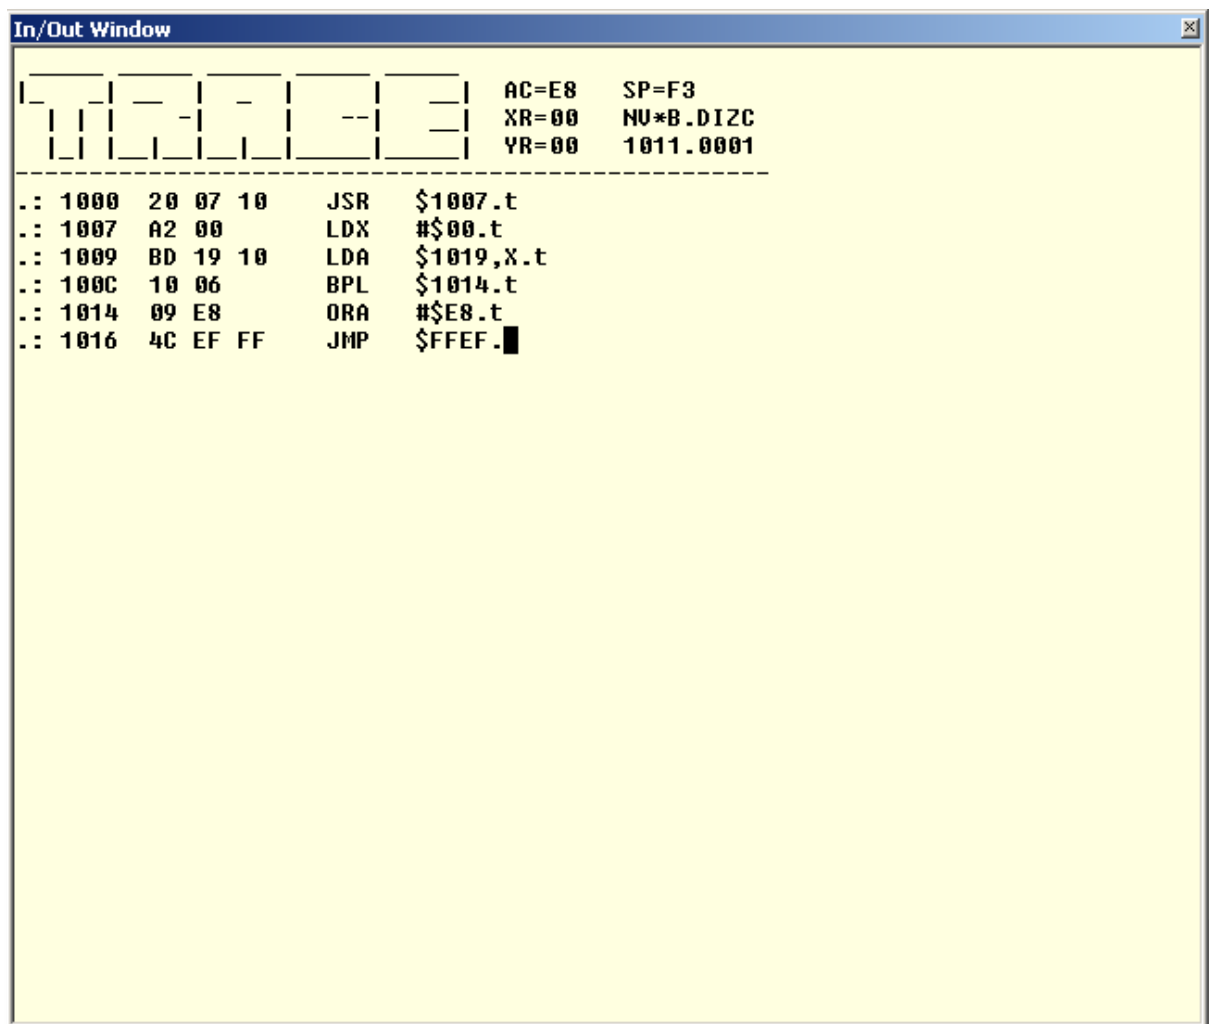 In/Out Window
TRACE
AC=E8 SP=F3
XR=00 NV*B.DIZC
YR=00 1011.0001
.: 1000 20 07 10 JSR $1007.t
.: 1007 A2 00 LDX #$00.t
.: 1009 BD 19 10 LDA $1019,X.t
.: 100C 10 06 BPL $1014.t
.: 1014 09 E8 ORA #$E8.t
.: 1016 4C EF FF JMP $FFEF.